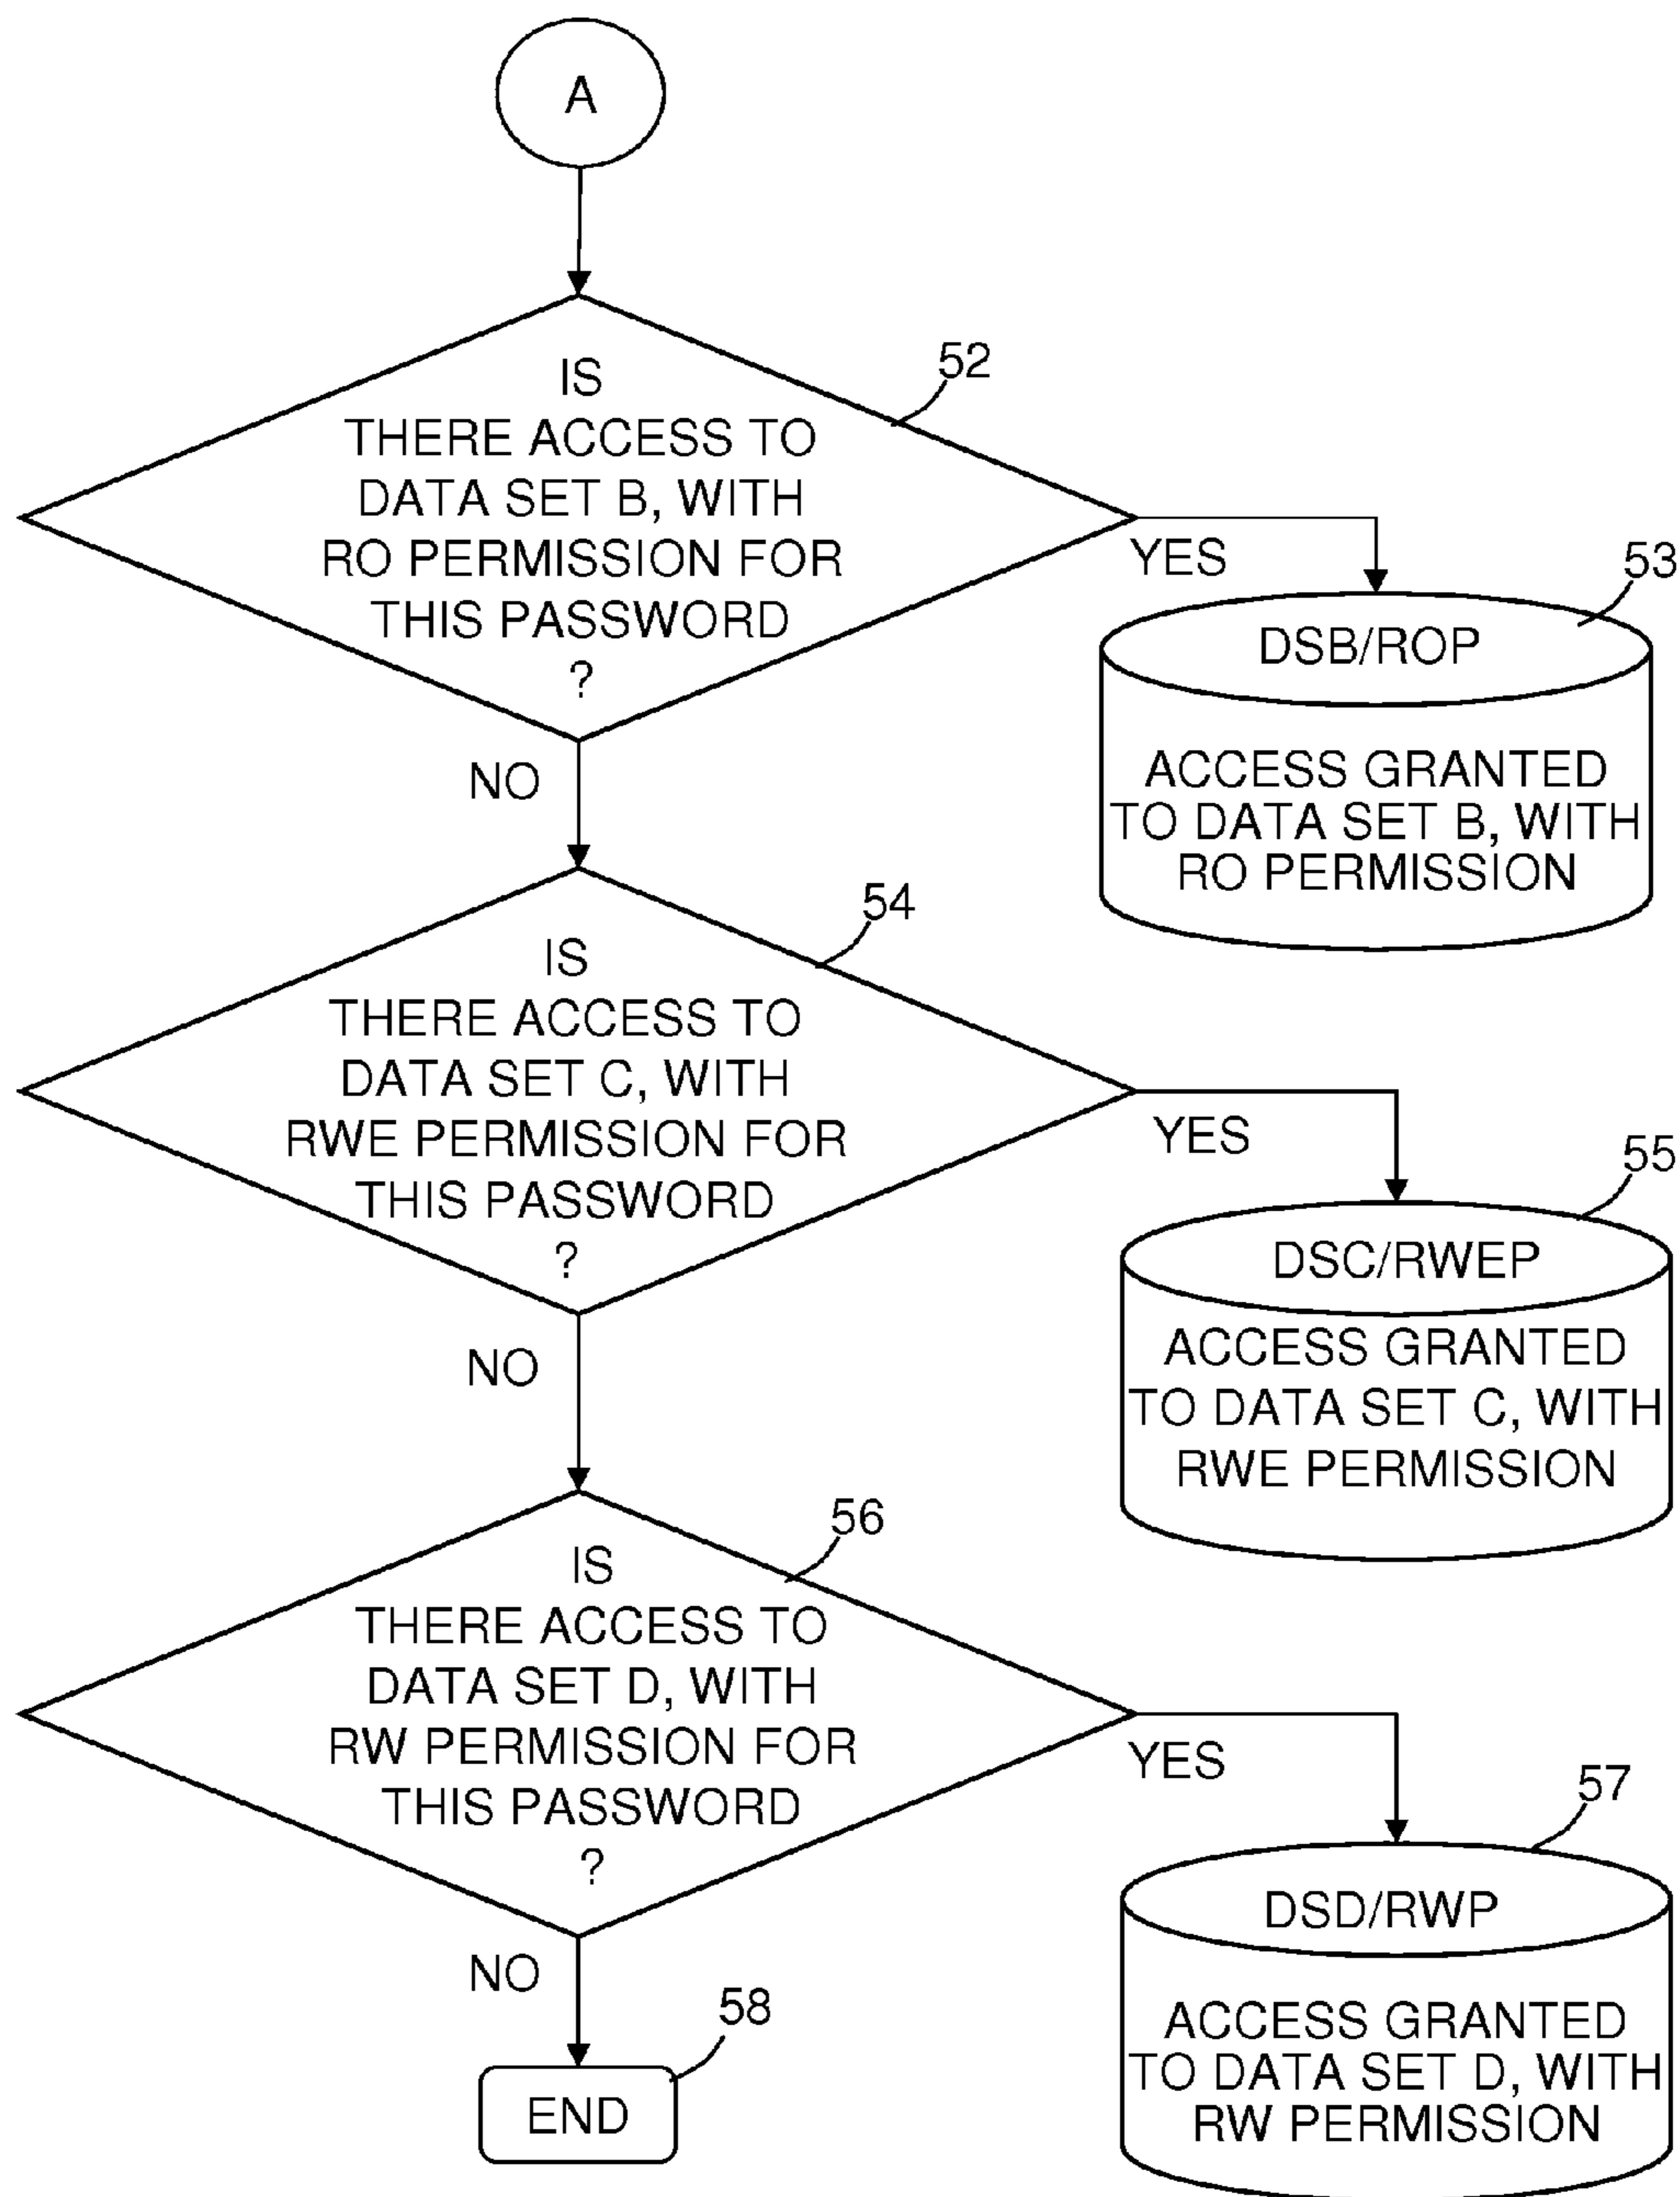 A
52
IS
THERE ACCESS TO
DATA SET B, WITH
RO PERMISSION FOR
THIS PASSWORD
?
YES
53
DSB/ROP
ACCESS GRANTED
TO DATA SET B, WITH
RO PERMISSION
NO
54
IS
THERE ACCESS TO
DATA SET C, WITH
RWE PERMISSION FOR
THIS PASSWORD
?
YES
55
DSC/RWEP
ACCESS GRANTED
TO DATA SET C, WITH
RWE PERMISSION
NO
56
IS
THERE ACCESS TO
DATA SET D, WITH
RW PERMISSION FOR
THIS PASSWORD
?
YES
57
DSD/RWP
ACCESS GRANTED
TO DATA SET D, WITH
RW PERMISSION
NO
58
END